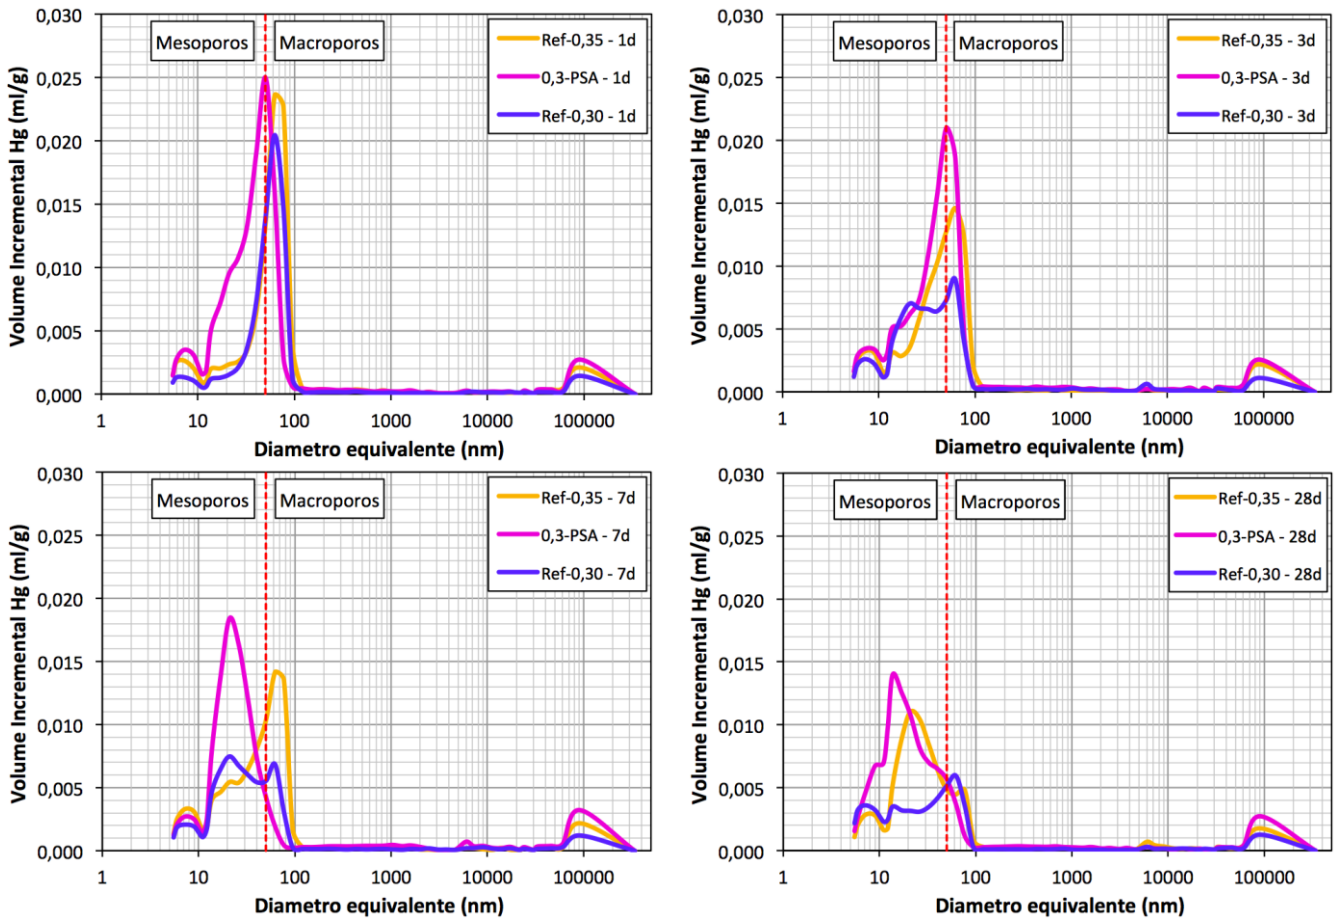 Volume Incremental Hg (ml/g)
0,030
0,025
0,020
0,015
0,010
0,005
0,000
Mesoporos
Macroporos
Ref-0,35 - 1d
0,3-PSA - 1d
Ref-0,30 - 1d
1
10
100
1000
10000
100000
Diametro equivalente (nm)
Volume Incremental Hg (ml/g)
0,030
0,025
0,020
0,015
0,010
0,005
0,000
Mesoporos
Macroporos
Ref-0,35 - 3d
0,3-PSA - 3d
Ref-0,30 - 3d
1
10
100
1000
10000
100000
Diametro equivalente (nm)
Volume Incremental Hg (ml/g)
0,030
0,025
0,020
0,015
0,010
0,005
0,000
Mesoporos
Macroporos
Ref-0,35 - 7d
0,3-PSA - 7d
Ref-0,30 - 7d
1
10
100
1000
10000
100000
Diametro equivalente (nm)
Volume Incremental Hg (ml/g)
0,030
0,025
0,020
0,015
0,010
0,005
0,000
Mesoporos
Macroporos
Ref-0,35 - 28d
0,3-PSA - 28d
Ref-0,30 - 28d
1
10
100
1000
10000
100000
Diametro equivalente (nm)